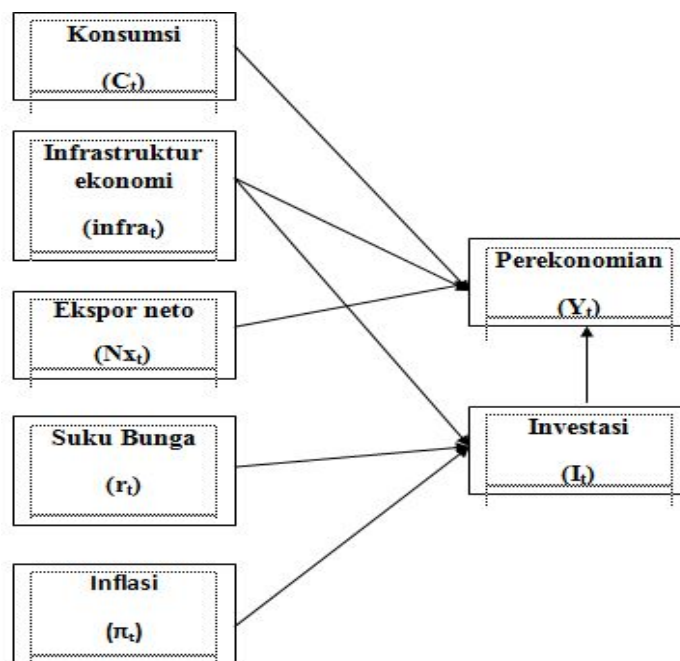 Konsumsi
(Cₜ)
Infrastruktur
ekonomi
(infraₜ)
Ekspor neto
(Nxₜ)
Suku Bunga
(rₜ)
Inflasi
(πₜ)
Perekonomian
(Yₜ)
Investasi
(Iₜ)